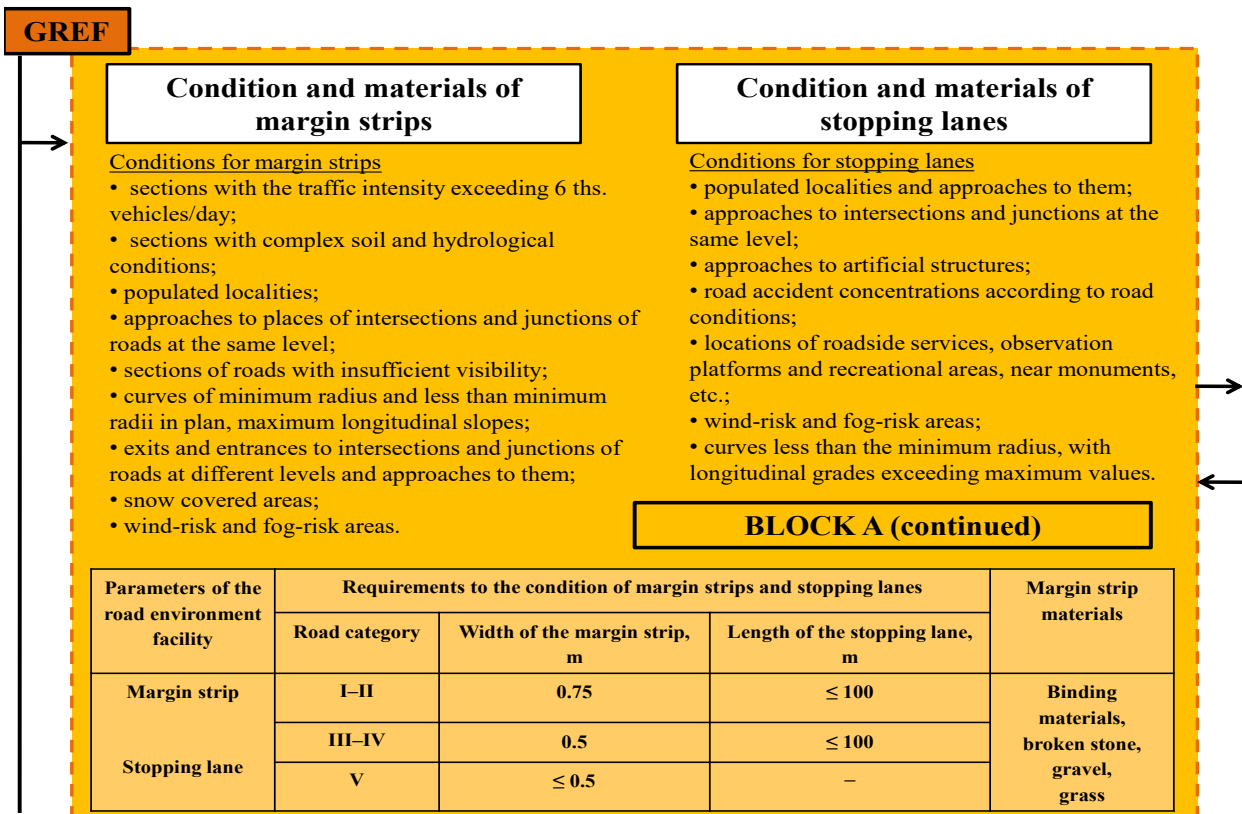 GREF
Condition and materials of
margin strips
Conditions for margin strips
• sections with the traffic intensity exceeding 6 ths.
vehicles/day;
• sections with complex soil and hydrological
conditions;
• populated localities;
• approaches to places of intersections and junctions of
roads at the same level;
• sections of roads with insufficient visibility;
• curves of minimum radius and less than minimum
radii in plan, maximum longitudinal slopes;
• exits and entrances to intersections and junctions of
roads at different levels and approaches to them;
• snow covered areas;
• wind-risk and fog-risk areas.
Condition and materials of
stopping lanes
Conditions for stopping lanes
• populated localities and approaches to them;
• approaches to intersections and junctions at the
same level;
• approaches to artificial structures;
• road accident concentrations according to road
conditions;
• locations of roadside services, observation
platforms and recreational areas, near monuments,
etc.;
• wind-risk and fog-risk areas;
• curves less than the minimum radius, with
longitudinal grades exceeding maximum values.
BLOCK A (continued)
Parameters of the
road environment
facility
Requirements to the condition of margin strips and stopping lanes
Margin strip
materials
Road category
Width of the margin strip,
m
Length of the stopping lane,
m
Margin strip
I–II
0.75
≤ 100
Binding
materials,
broken stone,
gravel,
grass
III–IV
0.5
≤ 100
Stopping lane
V
≤ 0.5
–